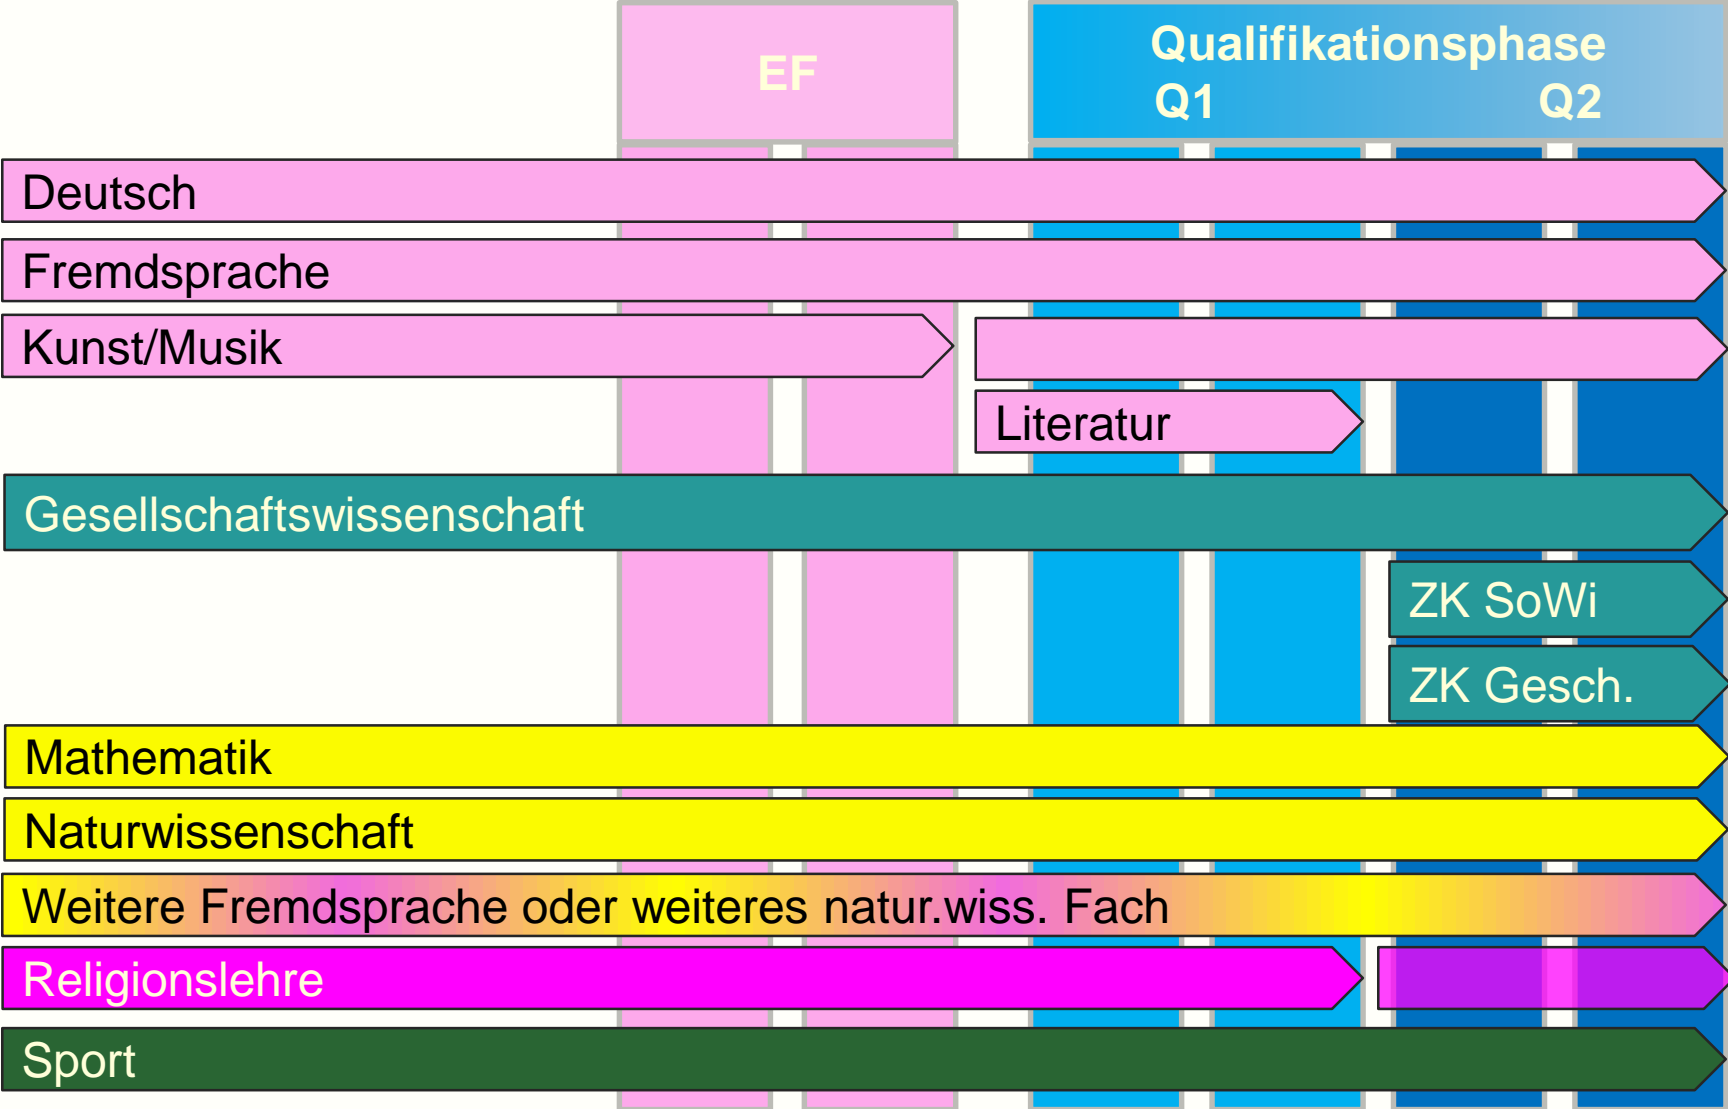 EF
Qualifikationsphase
Q1 Q2
Deutsch
Fremdsprache
Kunst/Musik
Literatur
Gesellschaftswissenschaft
ZK SoWi
ZK Gesch.
Mathematik
Naturwissenschaft
Weitere Fremdsprache oder weiteres natur.wiss. Fach
Religionslehre
Sport